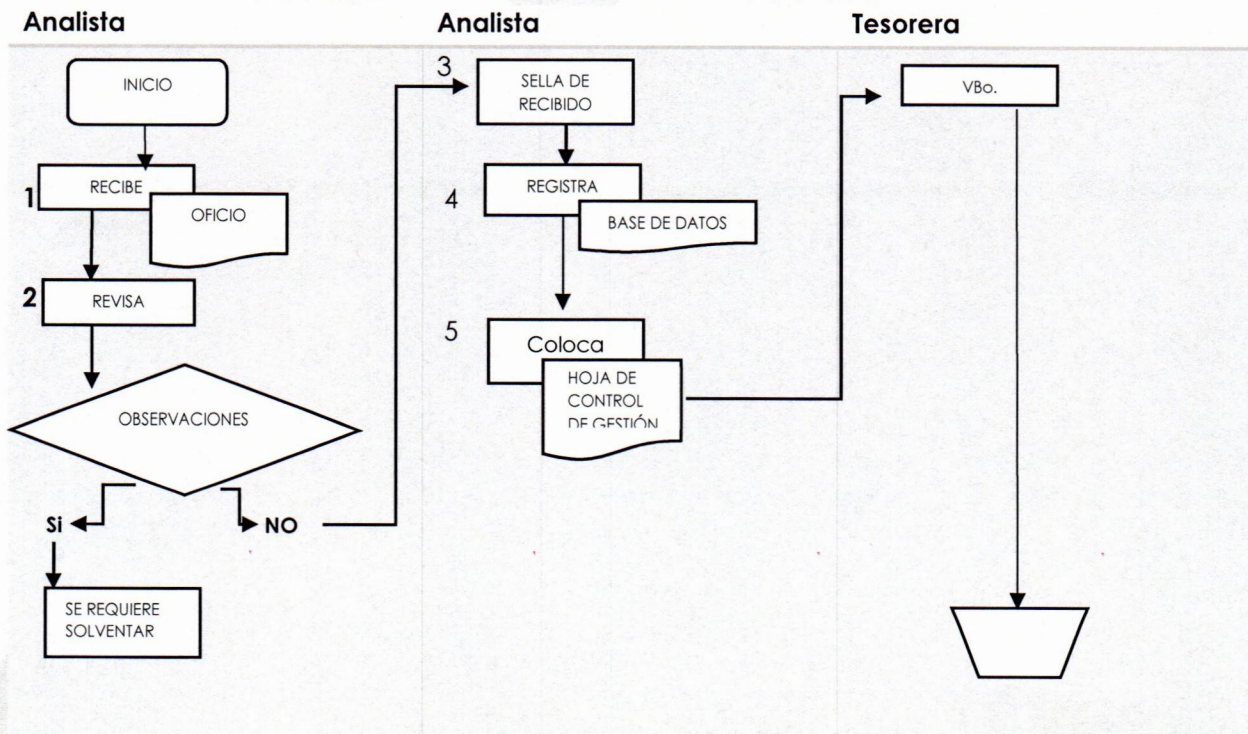 Analista
INICIO
1
RECIBE
OFICIO
2
REVISA
OBSERVACIONES
Si
NO
SE REQUIERE
SOLVENTAR
Analista
3
SELLA DE
RECIBIDO
4
REGISTRA
BASE DE DATOS
5
Coloca
HOJA DE
CONTROL
DE GESTIÓN
Tesorera
VBo.